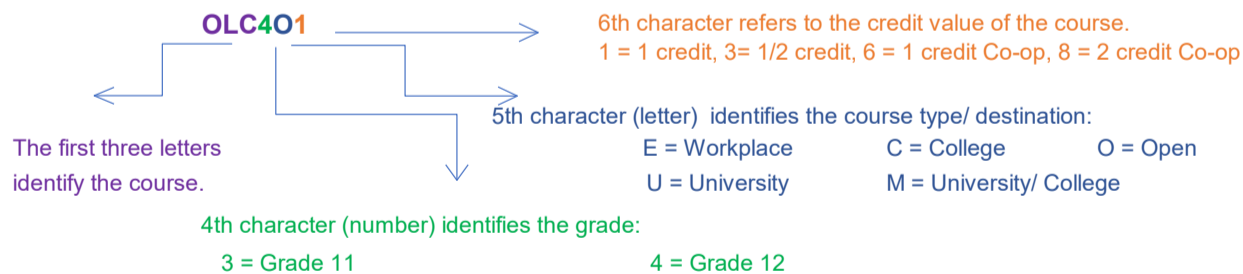 OLC4O1
6th character refers to the credit value of the course.
1 = 1 credit, 3= 1/2 credit, 6 = 1 credit Co-op, 8 = 2 credit Co-op
5th character (letter) identifies the course type/ destination:
E = Workplace C = College O = Open
U = University M = University/ College
The first three letters
identify the course.
4th character (number) identifies the grade:
3 = Grade 11 4 = Grade 12